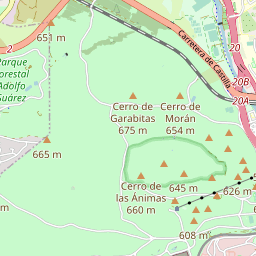 651 m
2
Parque
Forestal
Adolfo
Suárez
Carretera de Castilla
20
20B
20A
Cerro de
Garabitas
675 m
Cerro de
Morán
654 m
665 m
Cerro de
las Ánimas
660 m
645 m
626 m
608 m